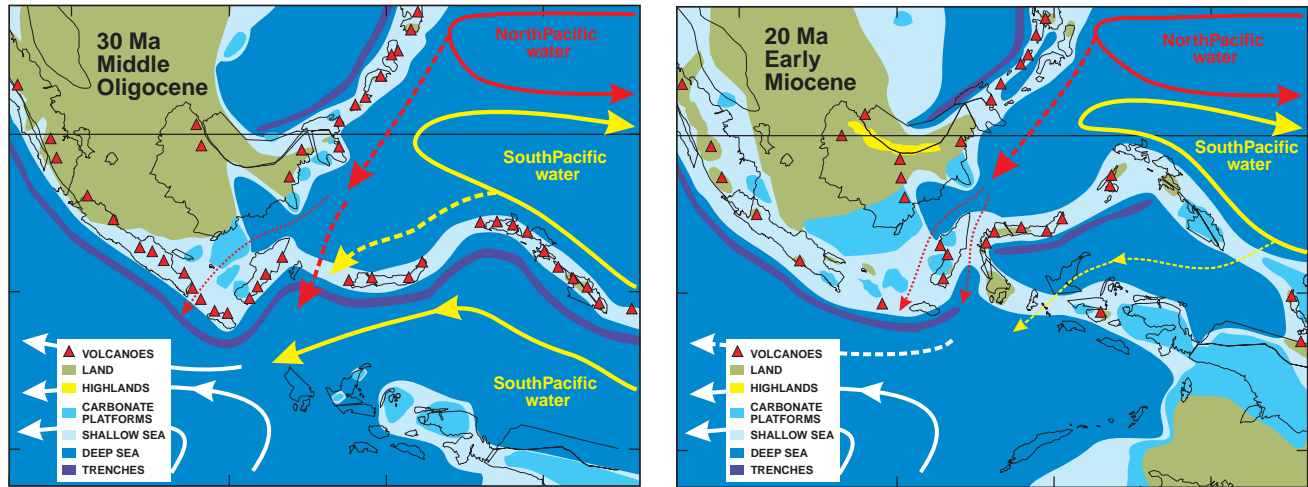 30 Ma
Middle
Oligocene
NorthPacific
water
SouthPacific
water
SouthPacific
water
VOLCANOES
LAND
HIGHLANDS
CARBONATE
PLATFORMS
SHALLOW SEA
DEEP SEA
TRENCHES
20 Ma
Early
Miocene
NorthPacific
water
SouthPacific
water
VOLCANOES
LAND
HIGHLANDS
CARBONATE
PLATFORMS
SHALLOW SEA
DEEP SEA
TRENCHES